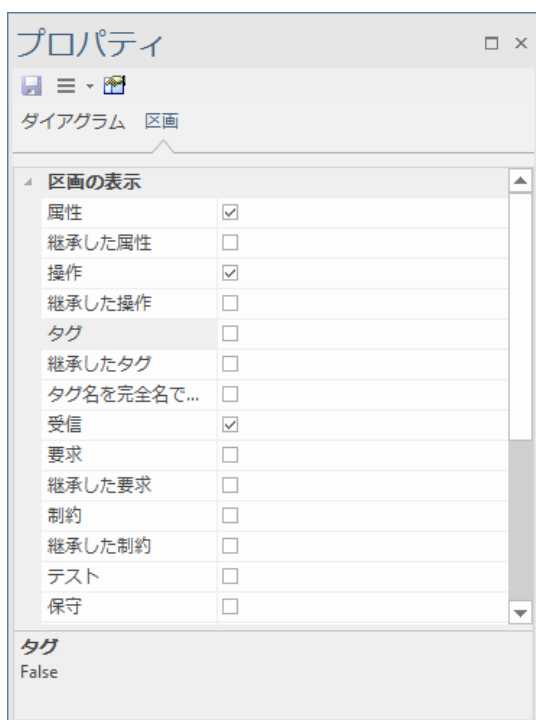 プロパティ
ダイアグラム 区画
区画の表示
属性
継承した属性
操作
継承した操作
タグ
継承したタグ
タグ名を完全名で...
受信
要求
継承した要求
制約
継承した制約
テスト
保守
タグ
False